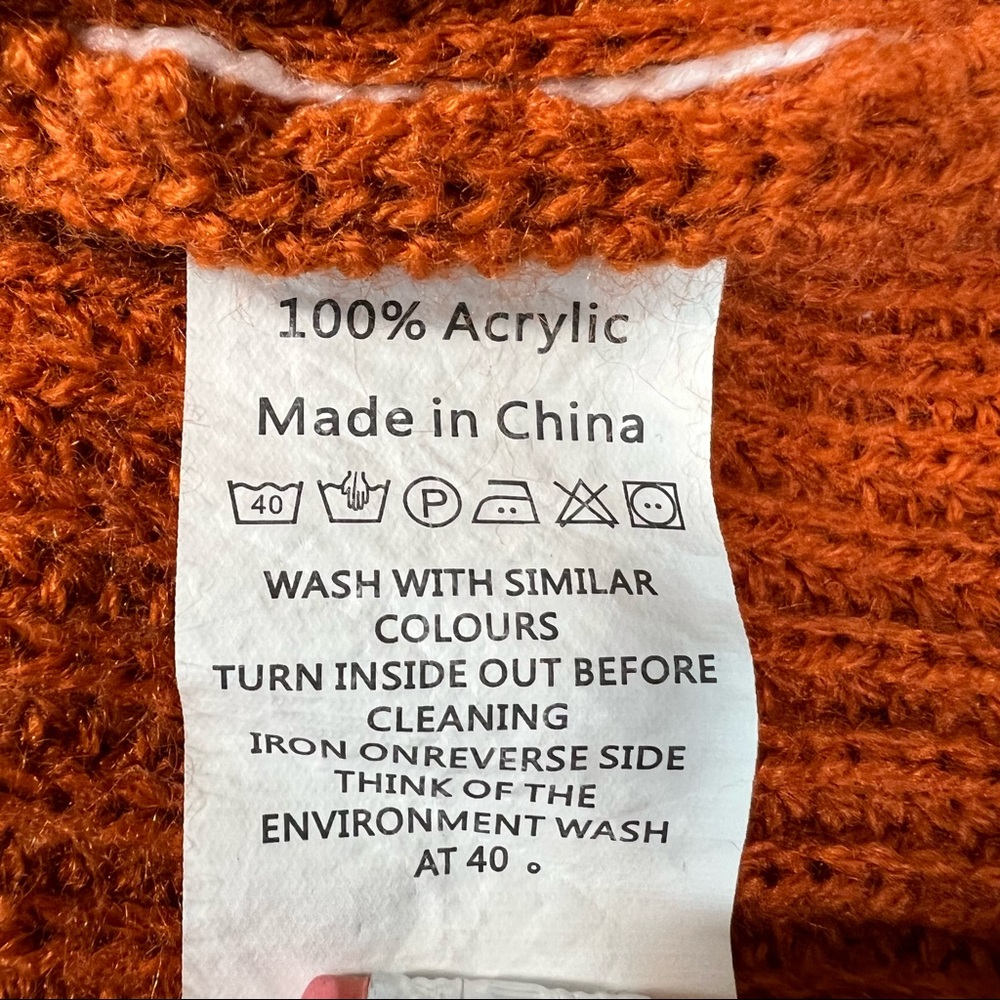 100% Acrylic
Made in China
40 P
WASH WITH SIMILAR
COLOURS
TURN INSIDE OUT BEFORE
CLEANING
IRON ONREVERSE SIDE
THINK OF THE
ENVIRONMENT WASH
AT 40 °